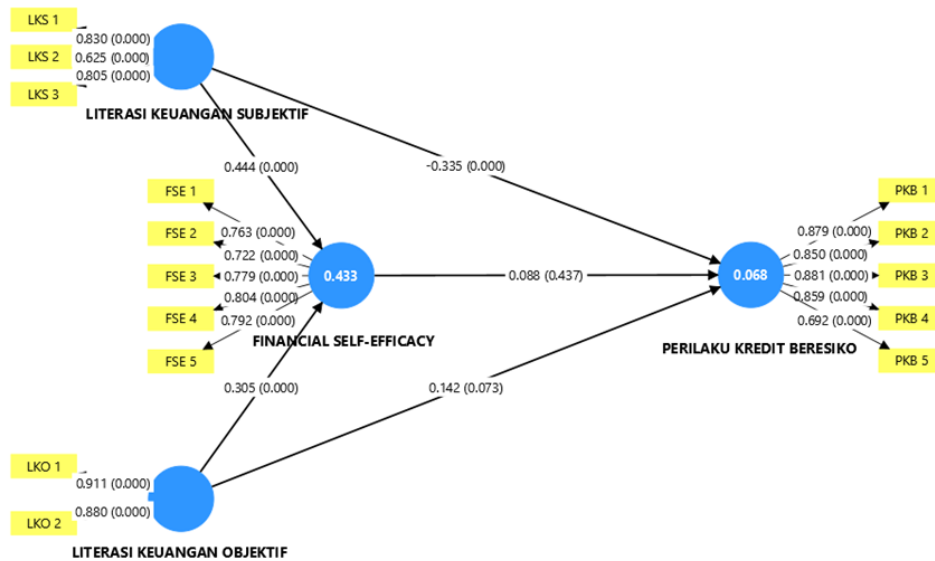 LKS 1
0.830 (0.000)
LKS 2
0.625 (0.000)
0.805 (0.000)
LKS 3
LITERASI KEUANGAN SUBJEKTIF
0.444 (0.000)
-0.335 (0.000)
FSE 1
0.763 (0.000)
FSE 2
0.722 (0.000)
FSE 3
0.779 (0.000)
0.804 (0.000)
FSE 4
0.792 (0.000)
FSE 5
0.433
FINANCIAL SELF-EFFICACY
0.088 (0.437)
0.068
PERILAKU KREDIT BERESIKO
PKB 1
0.879 (0.000)
PKB 2
0.850 (0.000)
0.881 (0.000)
PKB 3
0.859 (0.000)
PKB 4
0.692 (0.000)
PKB 5
0.305 (0.000)
0.142 (0.073)
LKO 1
0.911 (0.000)
0.880 (0.000)
LKO 2
LITERASI KEUANGAN OBJEKTIF